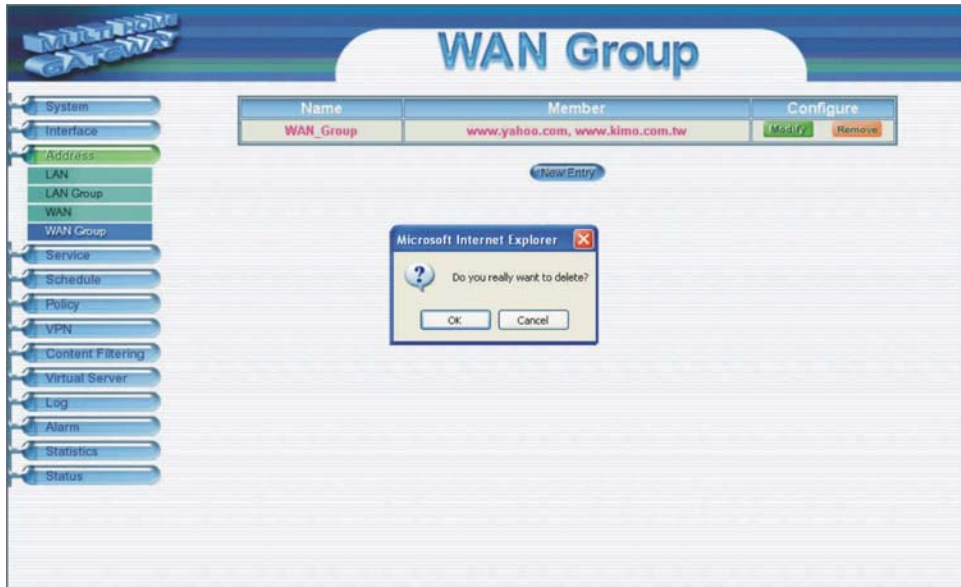 MULTI HOME
GATEWAY
WAN Group
System
Interface
Address
LAN
LAN Group
WAN
WAN Group
Service
Schedule
Policy
VPN
Content Filtering
Virtual Server
Log
Alarm
Statistics
Status
Name Member Configure
WAN_Group www.yahoo.com, www.kimo.com.tw Modify Remove
New Entry
Microsoft Internet Explorer
Do you really want to delete?
OK Cancel